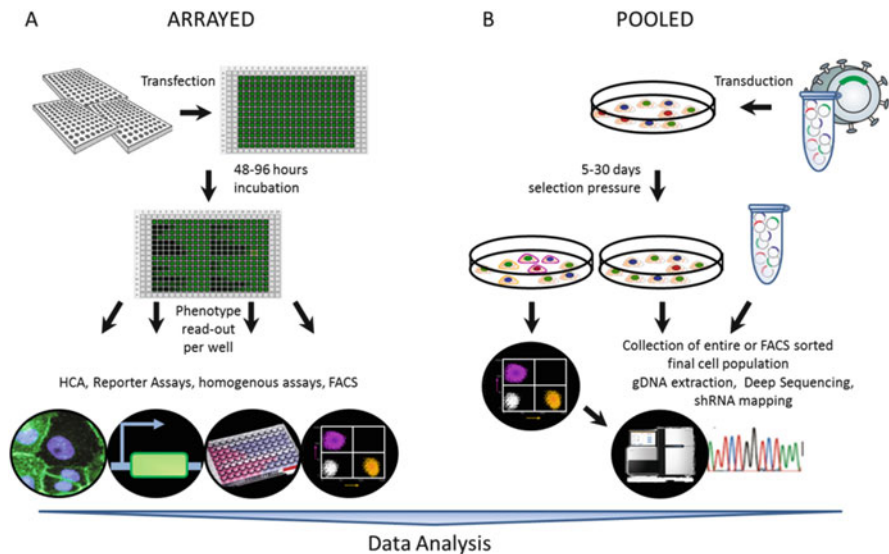 A
ARRAYED
Transfection
48-96 hours
incubation
Phenotype
read-out
per well
HCA, Reporter Assays, homogenous assays, FACS
B
POOLED
Transduction
5-30 days
selection pressure
Collection of entire or FACS sorted
final cell population
gDNA extraction, Deep Sequencing,
shRNA mapping
Data Analysis